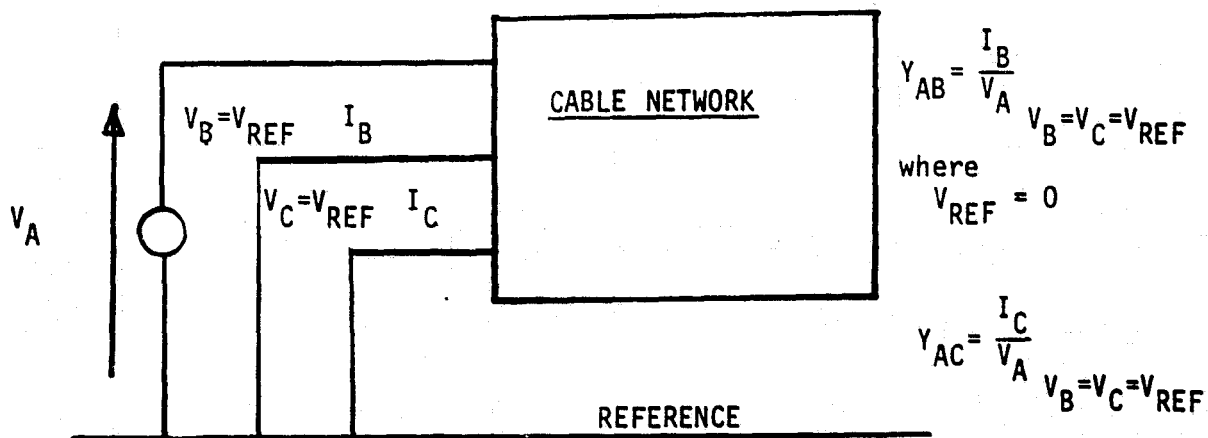 CABLE NETWORK
V_B=V_REF I_B
V_C=V_REF I_C
V_A
REFERENCE
Y_AB = I_B / V_A V_B=V_C=V_REF
where
V_REF = 0
Y_AC = I_C / V_A V_B=V_C=V_REF